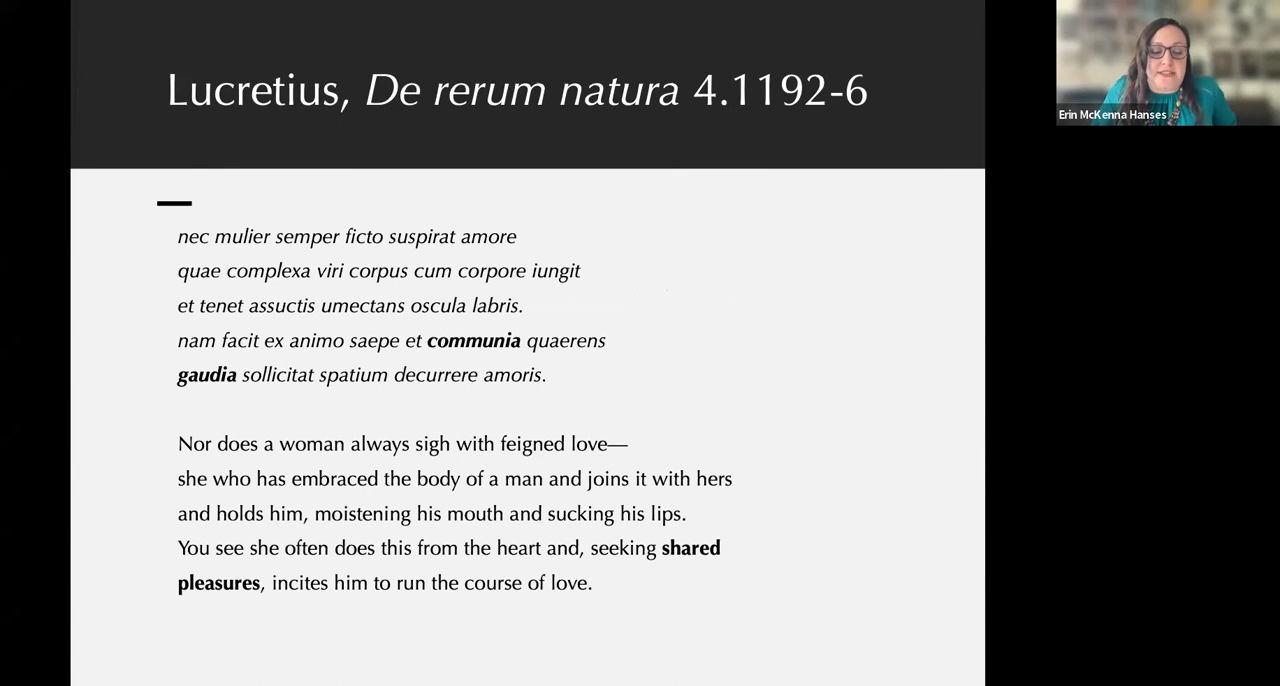 Lucretius, De rerum natura 4.1192-6
Erin McKenna Hanses
nec mulier semper ficto suspirat amore
quae complexa viri corpus cum corpore iungit
et tenet assuctis umectans oscula labris.
nam facit ex animo saepe et communia quaerens
gaudia sollicitat spatium decurrere amoris.
Nor does a woman always sigh with feigned love—
she who has embraced the body of a man and joins it with hers
and holds him, moistening his mouth and sucking his lips.
You see she often does this from the heart and, seeking shared
pleasures, incites him to run the course of love.